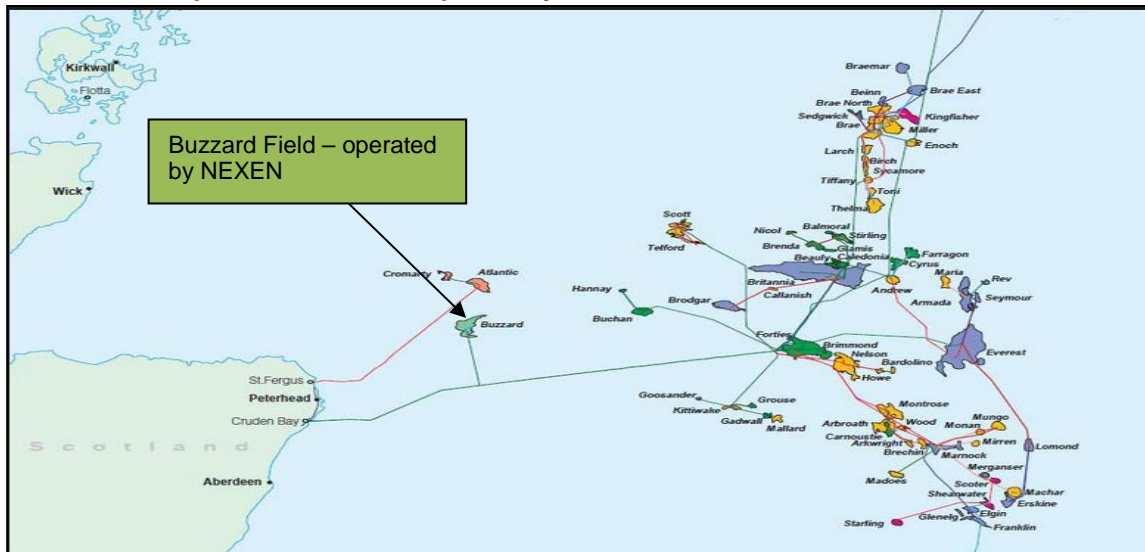 Kirkwall
Flotta
Wick
Buzzard Field – operated
by NEXEN
Braemar
Beinn
Brae East
Brae North
Sedgwick
Kingfisher
Brae
Miller
Enoch
Larch
Birch
Sycamore
Tiffany
Toni
Thelma
Scott
Telford
Nicol
Balmoral
Stirling
Brenda
Glamis
Beauly
Caledonia
Farragon
Cyrus
Cromarty
Atlantic
Hannay
Britannia
Andrew
Maria
Rev
Brodgar
Callanish
Armada
Seymour
Buchan
Buzzard
Forties
Brimmond
Nelson
Bardolino
Everest
Howe
St.Fergus
Peterhead
Cruden Bay
Goosander
Grouse
Kittiwake
Gadwall
Mallard
Montrose
Arbroath
Wood
Mungo
Monan
Carnoustie
Arkwright
Mirren
Brechin
Marnock
Lomond
Scotland
Aberdeen
Madoes
Merganser
Scoter
Shearwater
Machar
Erskine
Starling
Glenelg
Elgin
Franklin